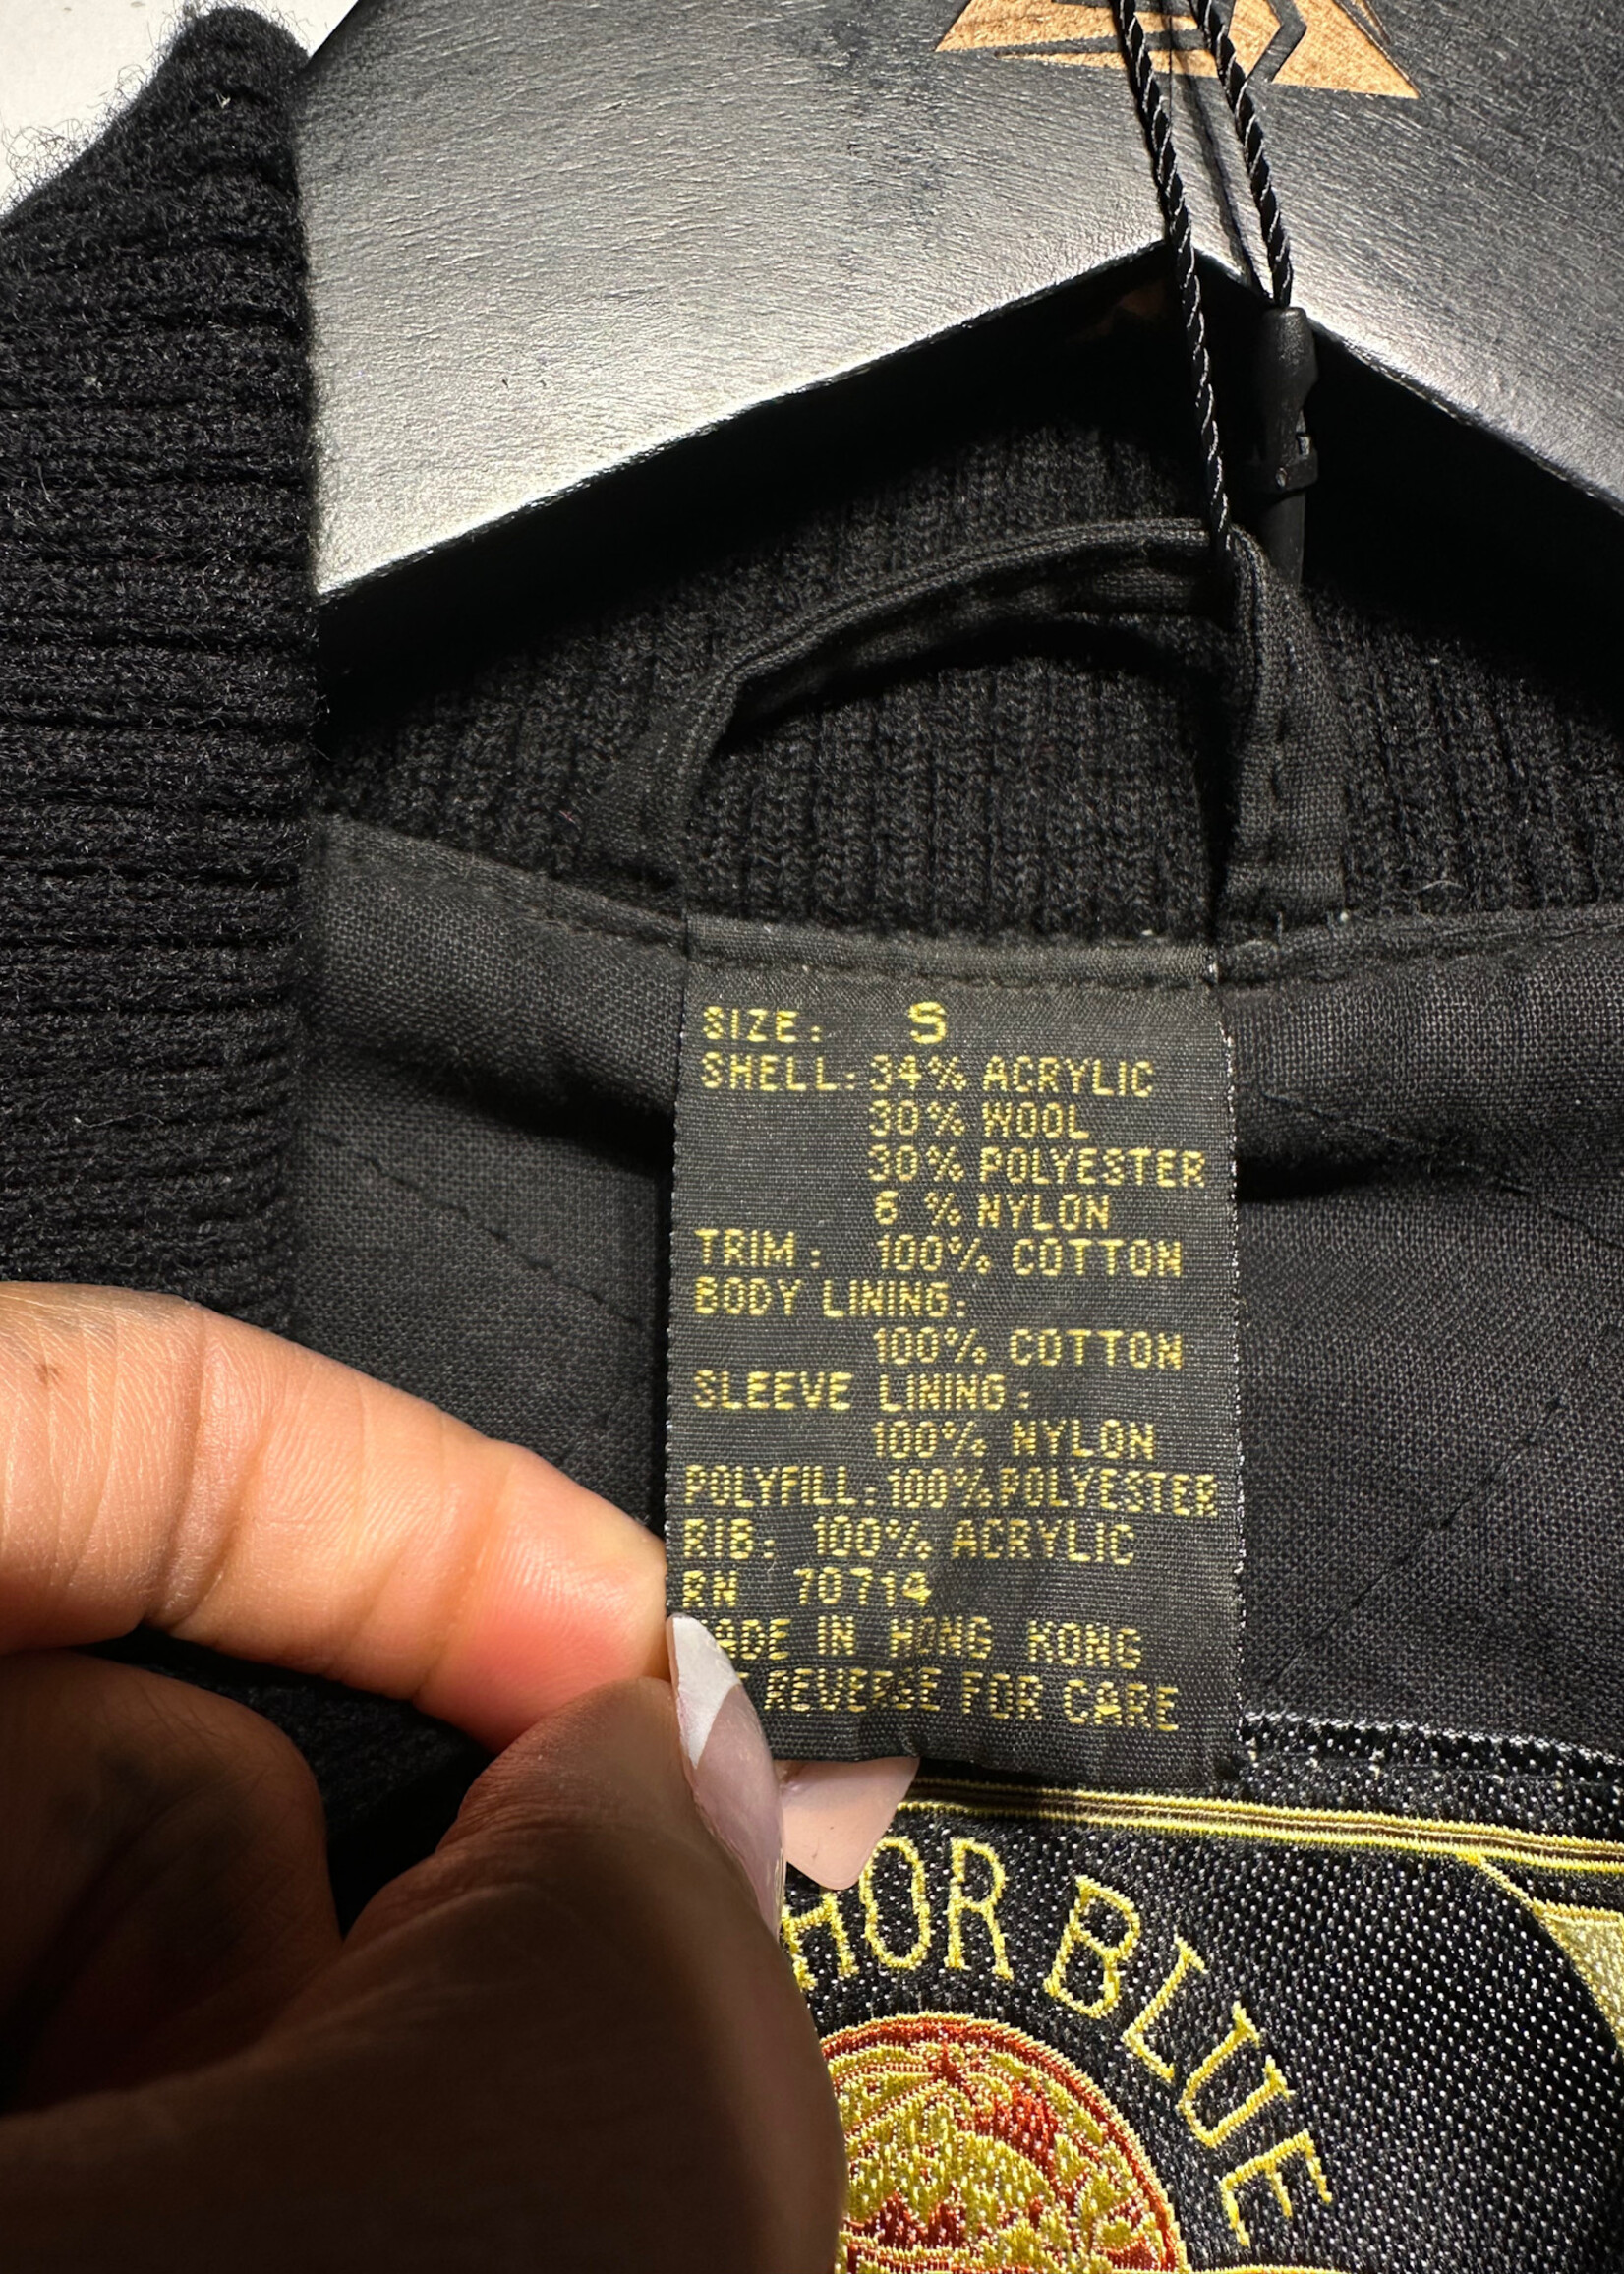 SIZE: S
SHELL: 34% ACRYLIC
30% WOOL
30% POLYESTER
6 % NYLON
TRIM: 100% COTTON
BODY LINING:
100% COTTON
SLEEVE LINING:
100% NYLON
POLYFILL: 100% POLYESTER
RIB: 100% ACRYLIC
RN 70714
MADE IN HONG KONG
REVERSE FOR CARE
HOR BLUE